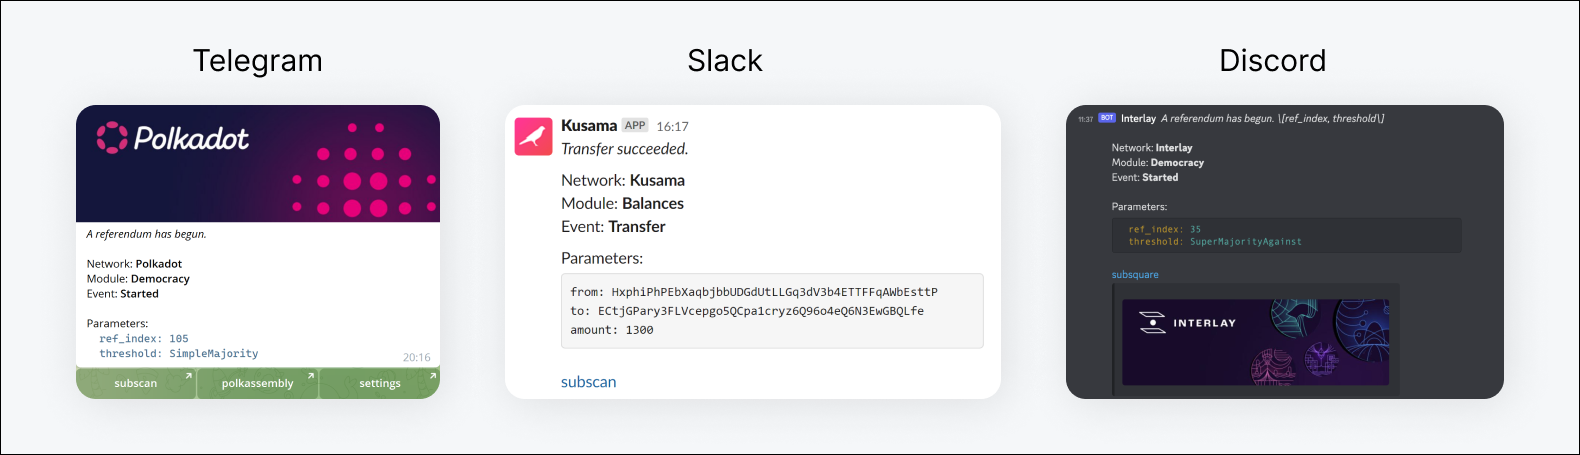 Telegram
Polkadot
A referendum has begun.
Network: Polkadot
Module: Democracy
Event: Started
Parameters:
ref_index: 105
threshold: SimpleMajority
20:16
subscan
polkassembly
settings
Slack
Kusama APP 16:17
Transfer succeeded.
Network: Kusama
Module: Balances
Event: Transfer
Parameters:
from: HxphiPhPEbXaqbjbbUDGdUtLLGq3dV3b4ETTFFqAWbEsttP
to: ECtjGPary3FLVcepgo5QCpa1cryz6Q96o4eQ6N3EwGBQLfe
amount: 1300
subscan
Discord
11:37 BOT Interlay A referendum has begun. \[ref_index, threshold\]
Network: Interlay
Module: Democracy
Event: Started
Parameters:
ref_index: 35
threshold: SuperMajorityAgainst
subsquare
INTERLAY